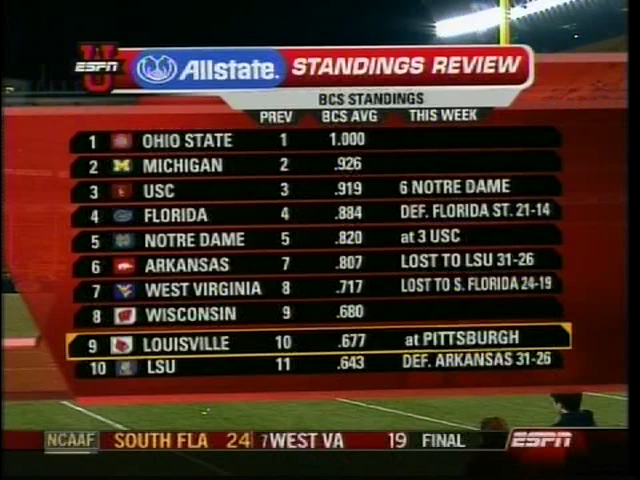 ESPN U Allstate. STANDINGS REVIEW
BCS STANDINGS
PREV BCS AVG THIS WEEK
1 OHIO STATE 1 1.000
2 MICHIGAN 2 .926
3 USC 3 .919 6 NOTRE DAME
4 FLORIDA 4 .884 DEF. FLORIDA ST. 21-14
5 NOTRE DAME 5 .820 at 3 USC
6 ARKANSAS 7 .807 LOST TO LSU 31-26
7 WEST VIRGINIA 8 .717 LOST TO S. FLORIDA 24-19
8 WISCONSIN 9 .680
9 LOUISVILLE 10 .677 at PITTSBURGH
10 LSU 11 .643 DEF. ARKANSAS 31-26
NCAAF SOUTH FLA 24 7 WEST VA 19 FINAL ESPN